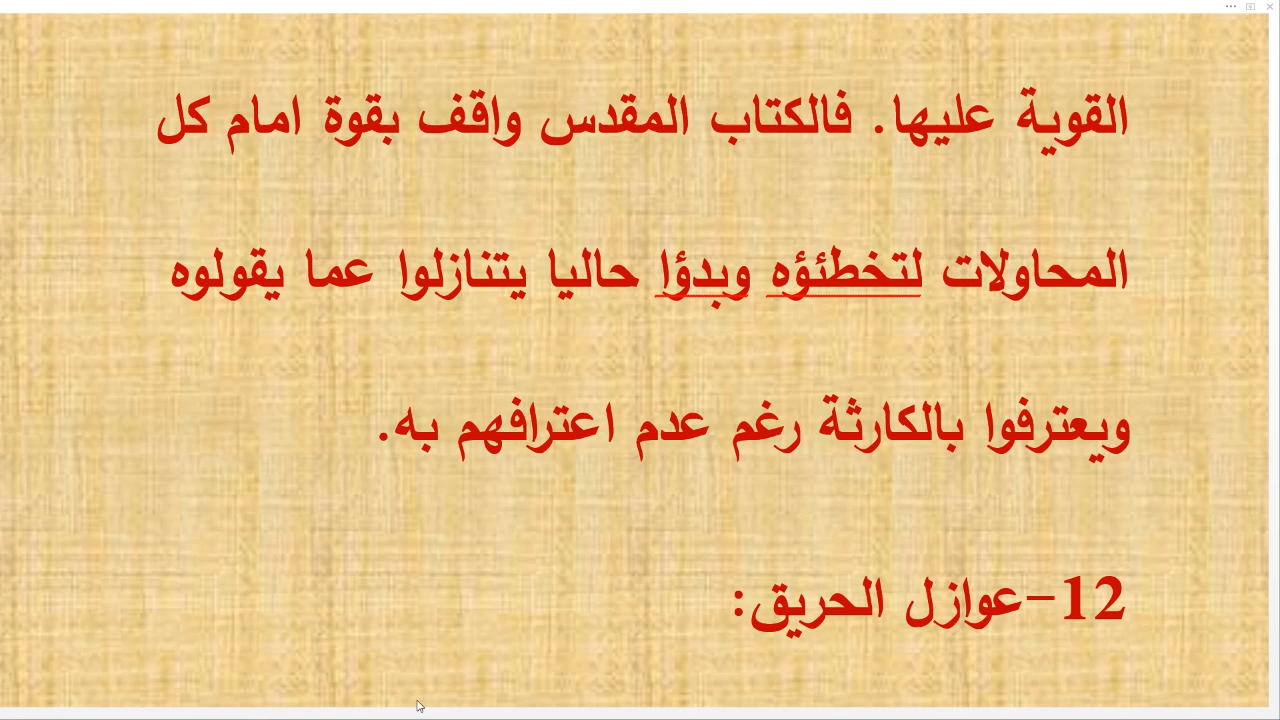 القوية عليها. فالكتاب المقدس واقف بقوة امام كل
المحاولات لتخطئؤه وبدؤا حاليا يتنازلوا عما يقولوه
ويعترفوا بالكارثة رغم عدم اعترافهم به.
12-عوازل الحريق: